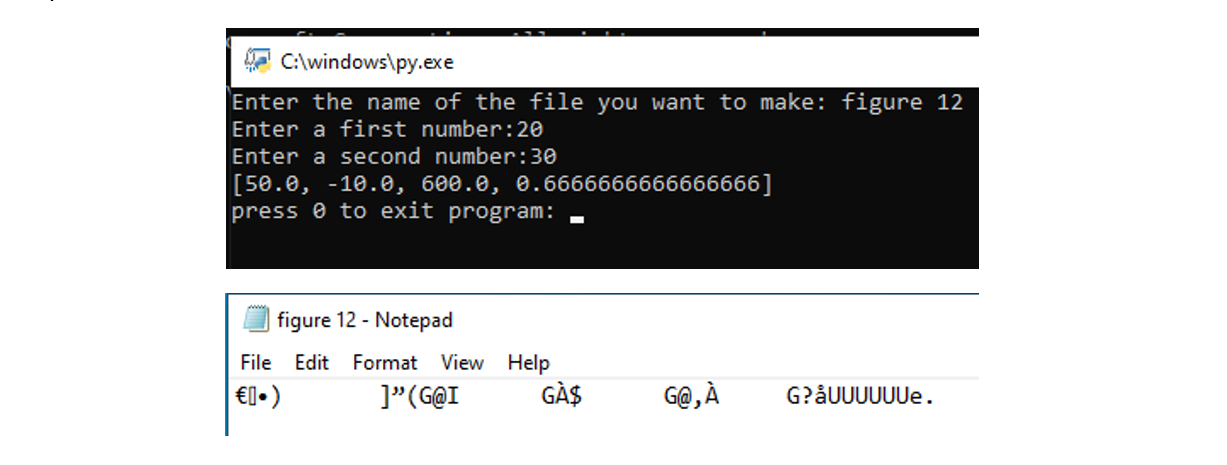 C:\windows\py.exe
Enter the name of the file you want to make: figure 12
Enter a first number:20
Enter a second number:30
[50.0, -10.0, 600.0, 0.6666666666666666]
press 0 to exit program:
figure 12 - Notepad
File Edit Format View Help
€▯•) ]”(G@I GÀ$ G@‚À G?åUUUUUUe.